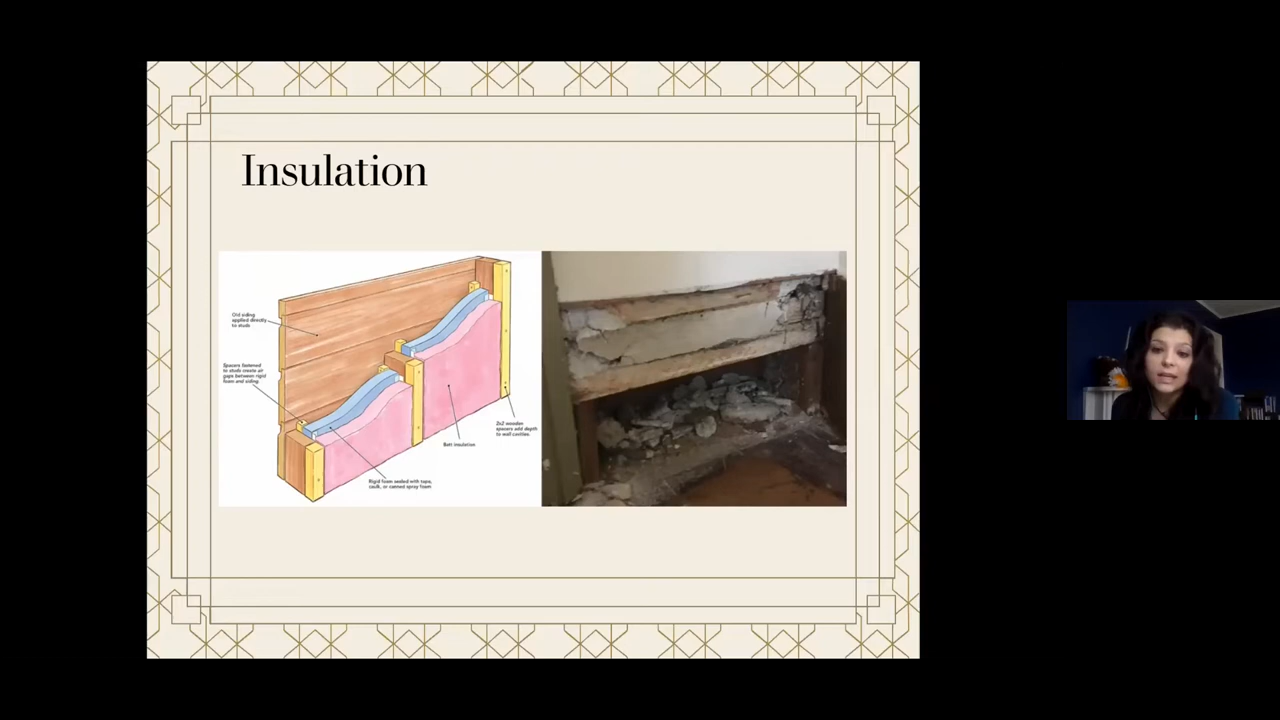 Insulation
Old siding
applied directly
to studs
Spacers fastened
to studs create air
gaps between rigid
foam and siding
Batt insulation
2x2 wooden
spacers add depth
to wall cavities.
Rigid foam sealed with tape,
caulk, or canned spray foam